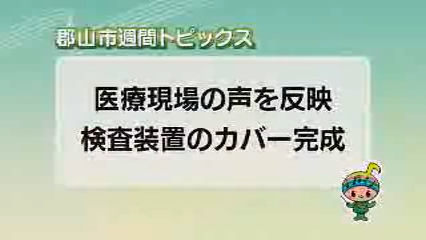 郡山市週間トピックス
医療現場の声を反映
検査装置のカバー完成